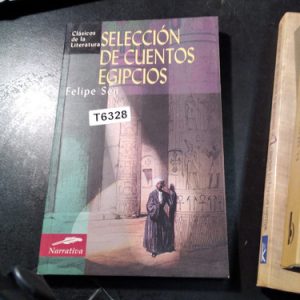 Clásicos
de la
Literatura
SELECCIÓN
DE CUENTOS
EGIPCIOS
Felipe Sen
T6328
Narrativa